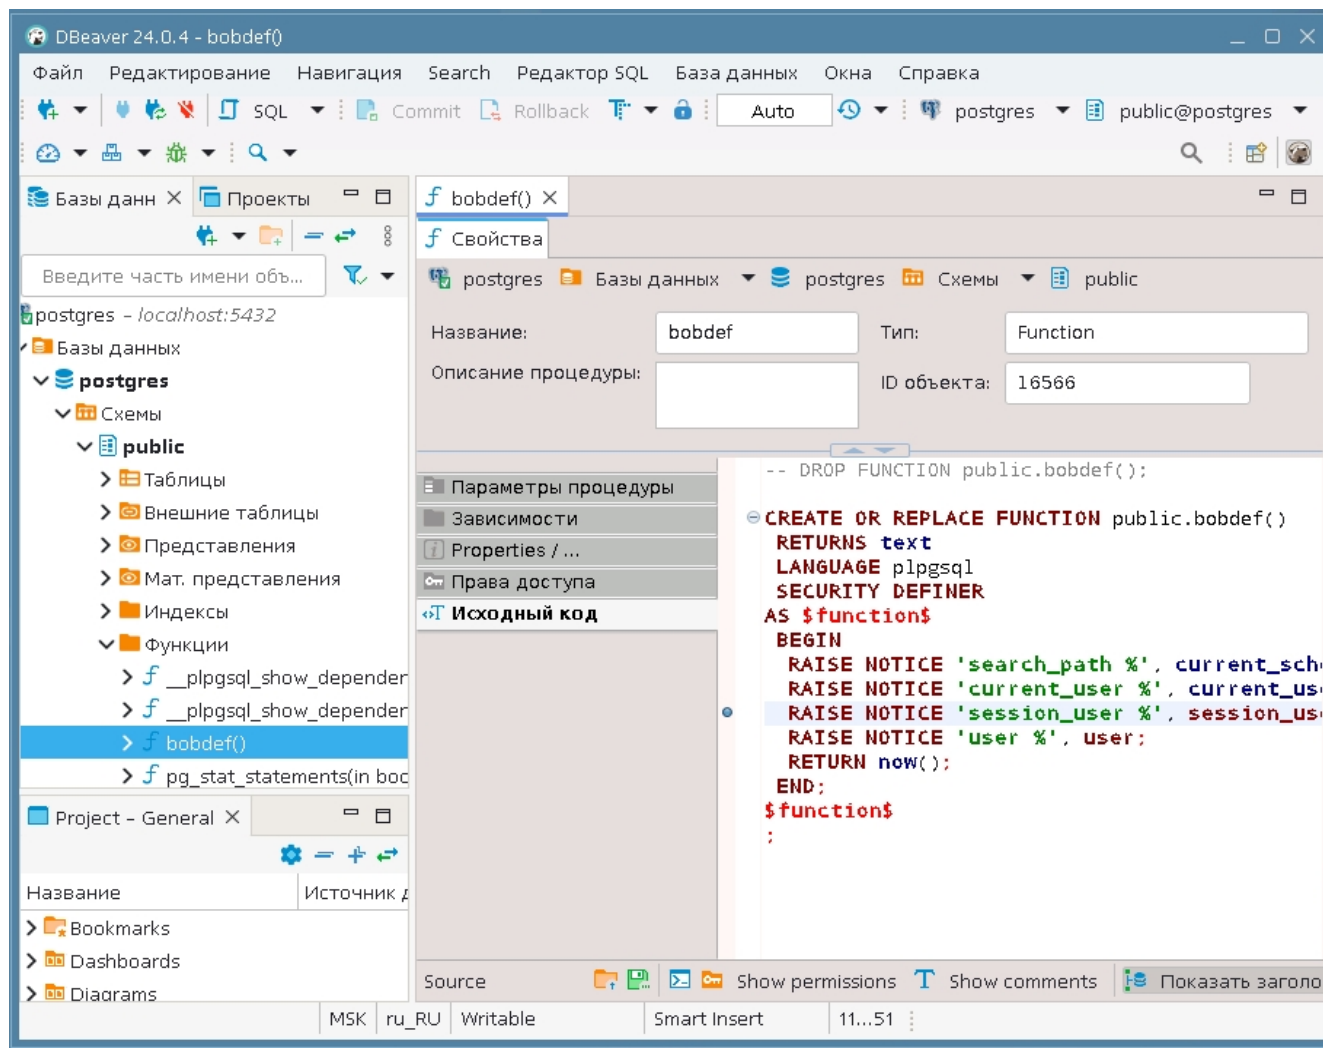 DBeaver 24.0.4 - bobdef()
Файл Редактирование Навигация Search Редактор SQL База данных Окна Справка
SQL Commit Rollback Auto postgres public@postgres
Базы данн Проекты
Введите часть имени объ...
postgres - localhost:5432
Базы данных
postgres
Схемы
public
Таблицы
Внешние таблицы
Представления
Мат. представления
Индексы
Функции
__plpgsql_show_depender
__plpgsql_show_depender
bobdef()
pg_stat_statements(in boo
Project - General
Название Источник д
Bookmarks
Dashboards
Diagrams
bobdef()
Свойства
postgres Базы данных postgres Схемы public
Название: bobdef Тип: Function
Описание процедуры: ID объекта: 16566
Параметры процедуры
Зависимости
Properties / ...
Права доступа
Исходный код
-- DROP FUNCTION public.bobdef();
CREATE OR REPLACE FUNCTION public.bobdef()
RETURNS text
LANGUAGE plpgsql
SECURITY DEFINER
AS $function$
BEGIN
RAISE NOTICE 'search_path %', current_sch
RAISE NOTICE 'current_user %', current_us
RAISE NOTICE 'session_user %', session_us
RAISE NOTICE 'user %', user;
RETURN now();
END;
$function$
;
Source Show permissions Show comments Показать заголо
MSK ru_RU Writable Smart Insert 11...51